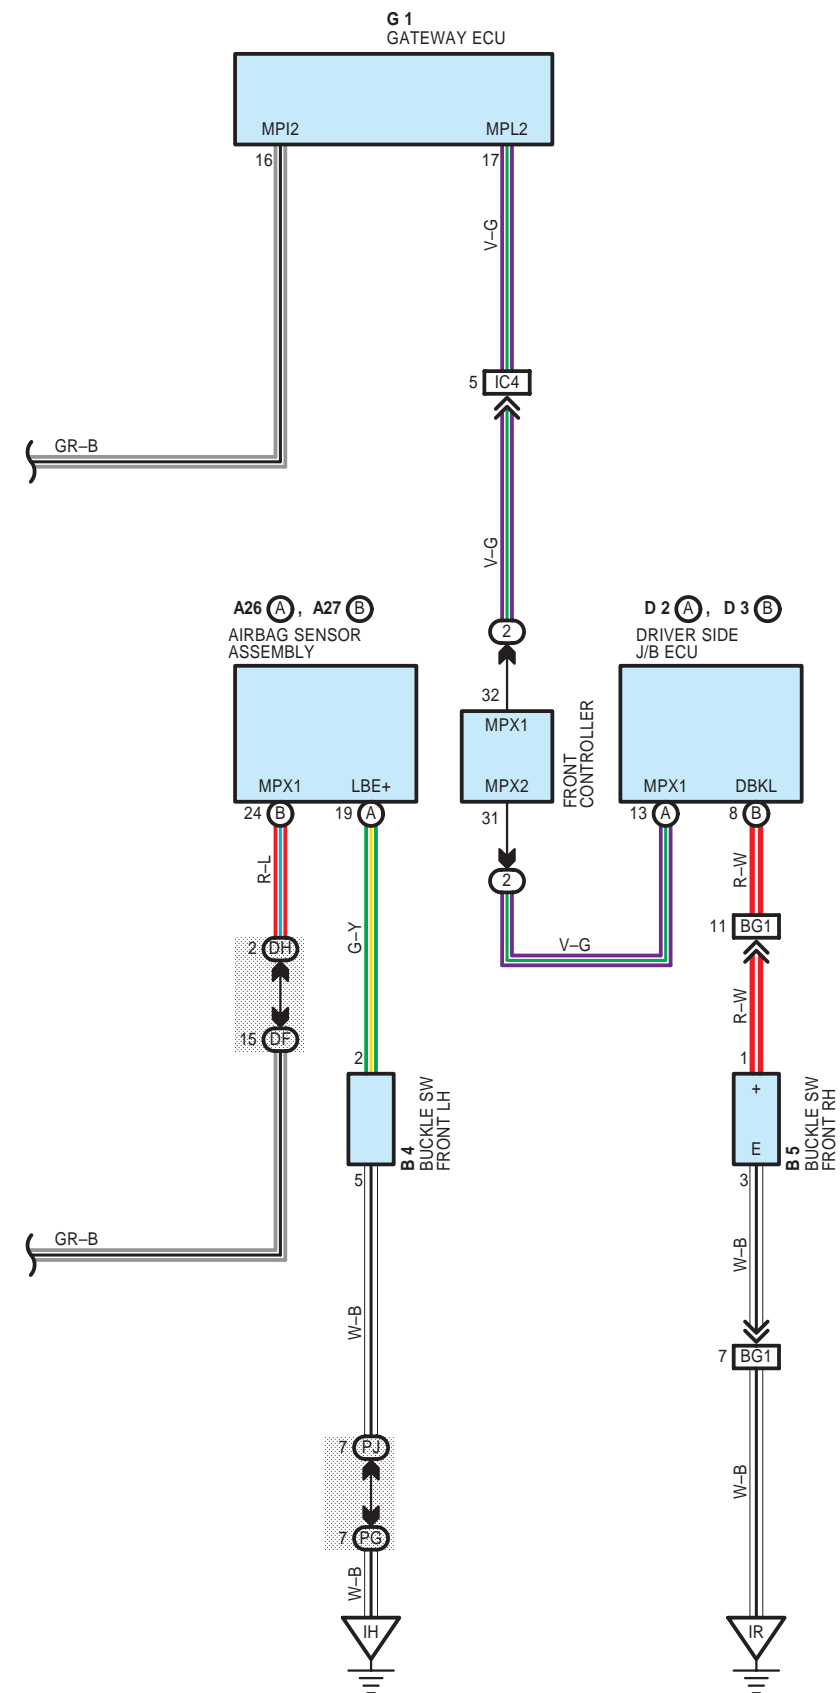 G 1
GATEWAY ECU
MPI2
MPL2
16
17
V–G
5
IC4
GR–B
V–G
2
A26 A , A27 B
AIRBAG SENSOR
ASSEMBLY
D 2 A , D 3 B
DRIVER SIDE
J/B ECU
32
MPX1
MPX2
FRONT
CONTROLLER
31
2
MPX1
LBE+
24 B
19 A
MPX1
DBKL
13 A
8 B
R–L
G–Y
V–G
R–W
11
BG1
R–W
2
DH
15
DF
2
B 4
BUCKLE SW
FRONT LH
5
1
+
E
B 5
BUCKLE SW
FRONT RH
3
GR–B
W–B
W–B
7
BG1
7
PJ
7
PG
W–B
W–B
IH
IR